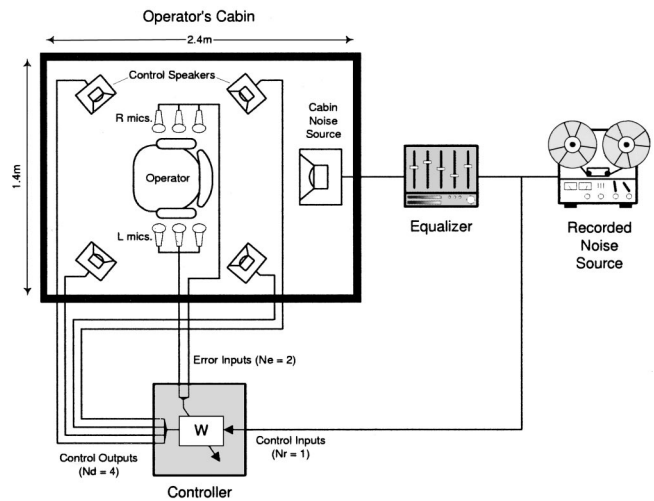 Operator's Cabin
2.4m
1.4m
Control Speakers
R mics.
Cabin
Noise
Source
Operator
L mics.
Equalizer
Recorded
Noise
Source
Error Inputs (Ne = 2)
W
Control Inputs
(Nr = 1)
Control Outputs
(Nd = 4)
Controller